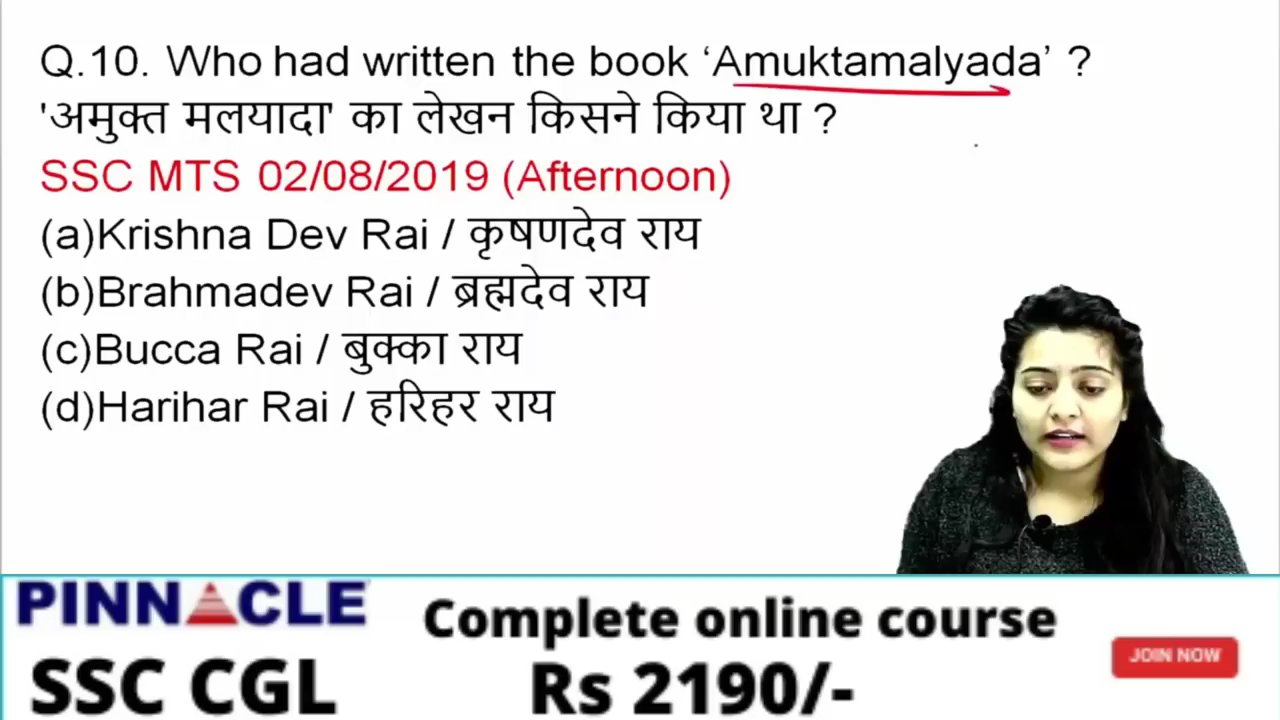 Q.10. Who had written the book ‘Amuktamalyada’ ?
'अमुक्त मलयादा' का लेखन किसने किया था ?
SSC MTS 02/08/2019 (Afternoon)
(a)Krishna Dev Rai / कृषणदेव राय
(b)Brahmadev Rai / ब्रह्मदेव राय
(c)Bucca Rai / बुक्का राय
(d)Harihar Rai / हरिहर राय
PINNACLE
SSC CGL
Complete online course
Rs 2190/-
JOIN NOW